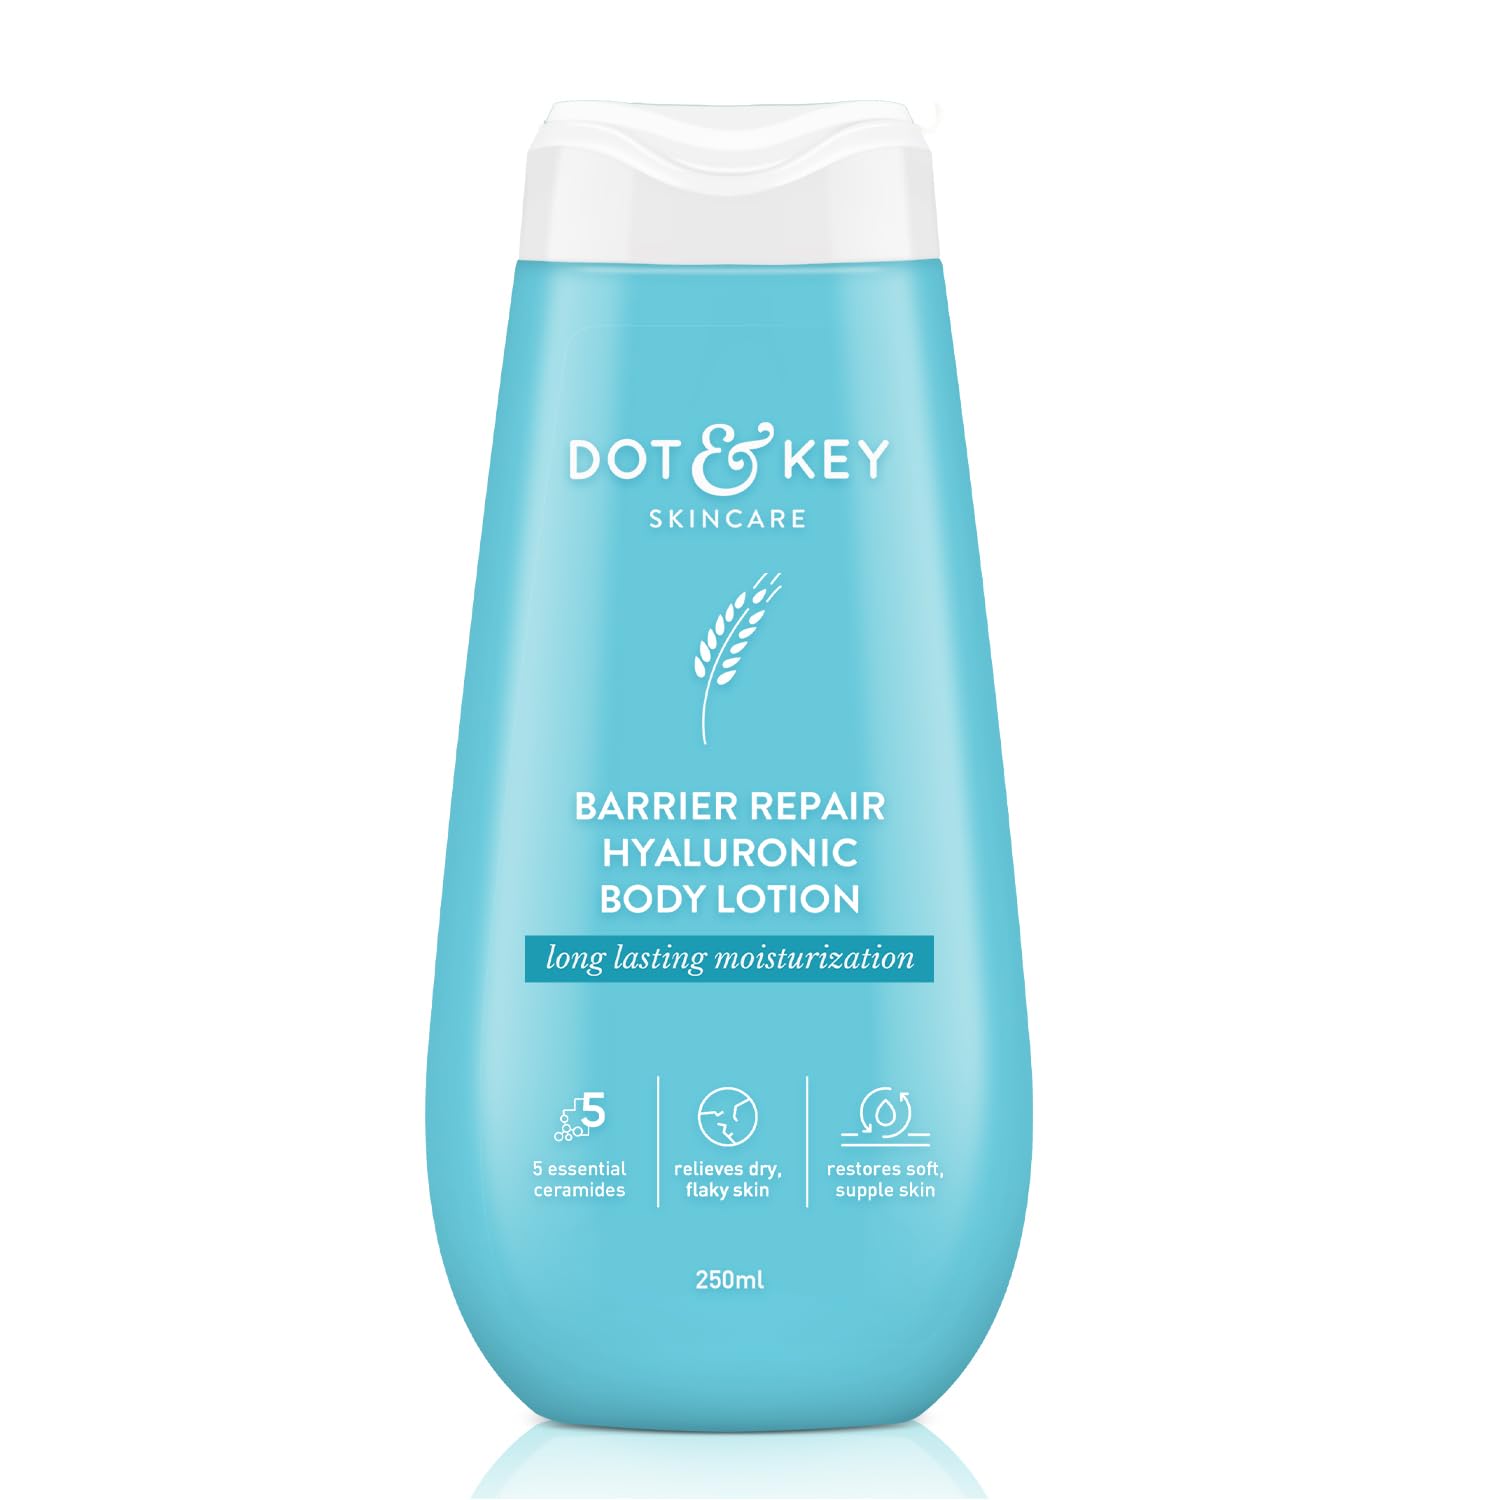 DOT & KEY
SKINCARE
BARRIER REPAIR
HYALURONIC
BODY LOTION
long lasting moisturization
5
5 essential
ceramides
relieves dry,
flaky skin
restores soft,
supple skin
250ml